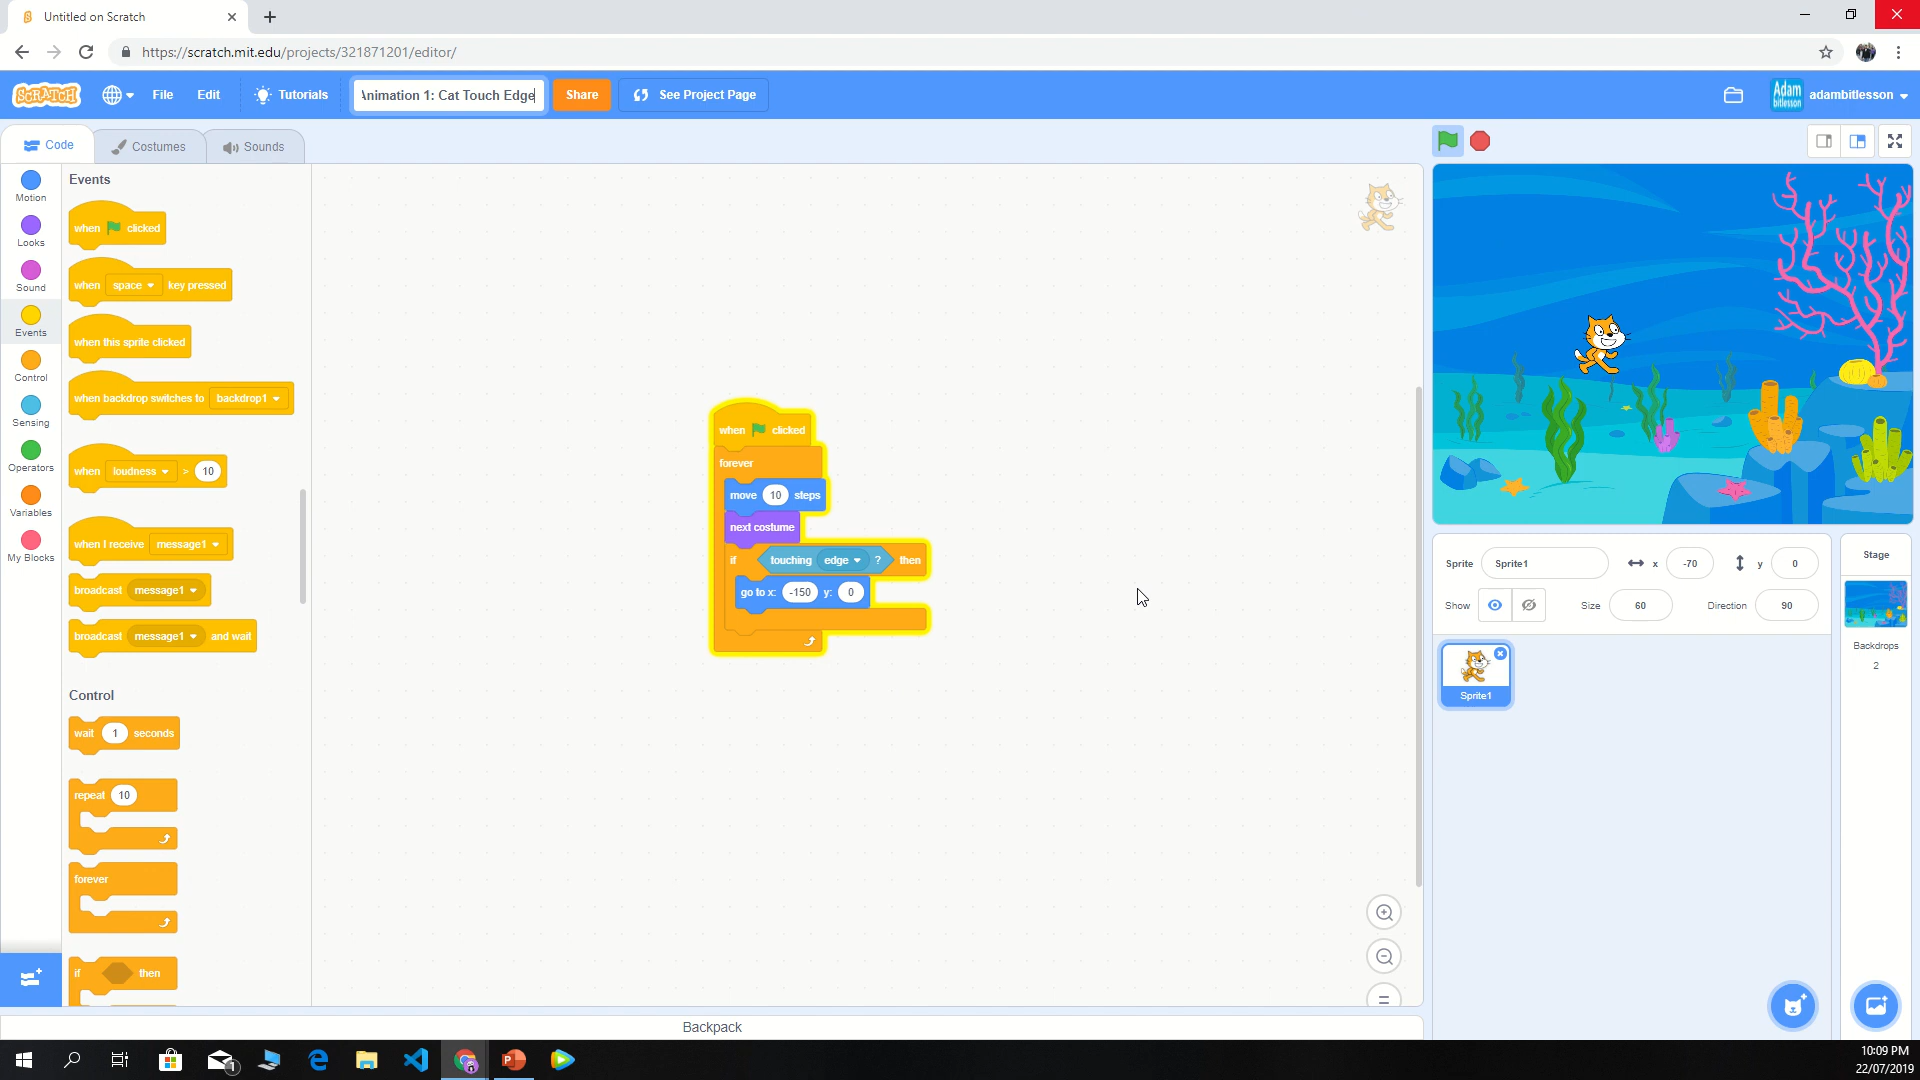 Untitled on Scratch
https://scratch.mit.edu/projects/321871201/editor/
SCRATCH
File
Edit
Tutorials
Animation 1: Cat Touch Edge
Share
See Project Page
Adam
bitlesson
adambitlesson
Code
Costumes
Sounds
Motion
Looks
Sound
Events
Control
Sensing
Operators
Variables
My Blocks
Events
when clicked
when space key pressed
when this sprite clicked
when backdrop switches to backdrop1
when loudness > 10
when I receive message1
broadcast message1
broadcast message1 and wait
Control
wait 1 seconds
repeat 10
forever
if then
when clicked
forever
move 10 steps
next costume
if touching edge ? then
go to x: -150 y: 0
Sprite Sprite1 x -70 y 0
Show Size 60 Direction 90
Sprite1
Stage
Backdrops
2
Backpack
1
10:09 PM
22/07/2019